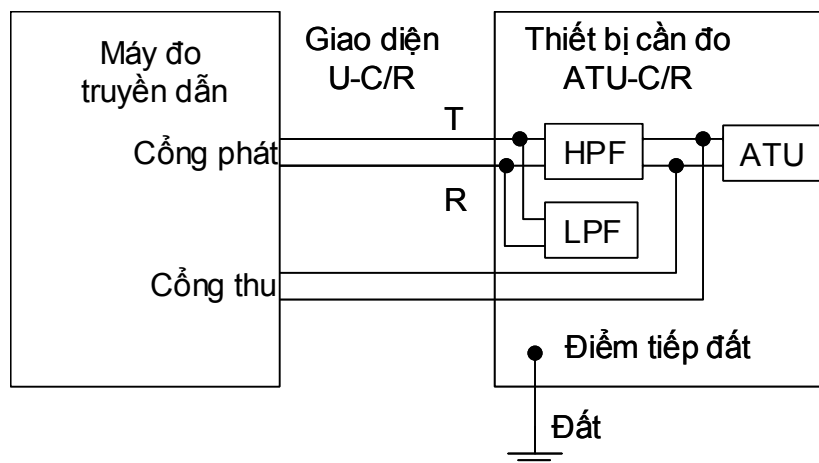 Máy đo
truyền dẫn
Giao diện
U-C/R
Thiết bị cần đo
ATU-C/R
T
Cổng phát
HPF
ATU
R
LPF
Cổng thu
Điểm tiếp đất
Đất